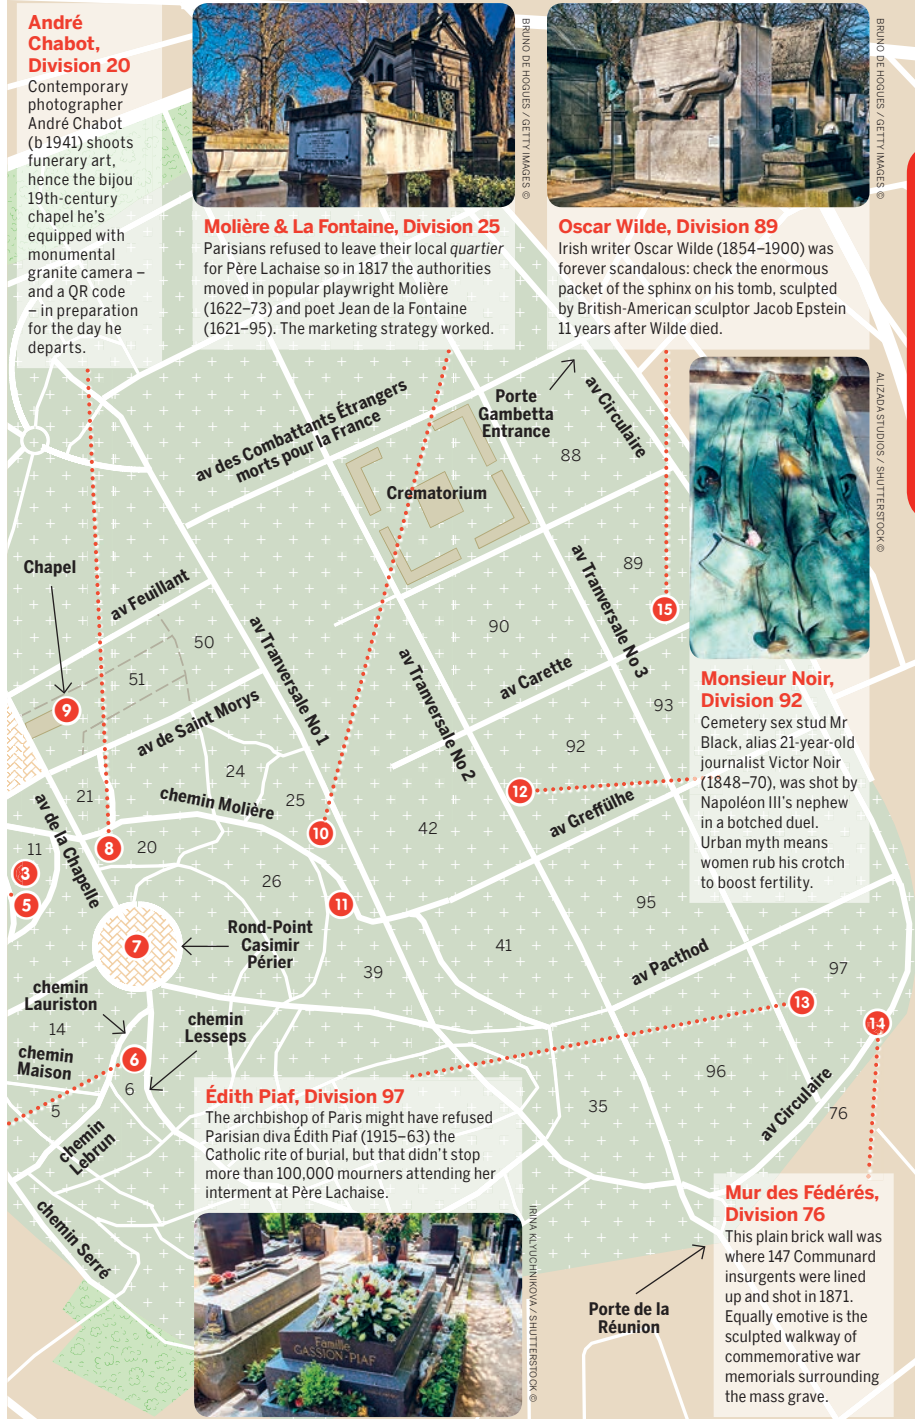 André
Chabot,
Division 20
Contemporary
photographer
André Chabot
(b 1941) shoots
funerary art,
hence the bijou
19th-century
chapel he's
equipped with
monumental
granite camera –
and a QR code
– in preparation
for the day he
departs.
BRUNO DE HOGUES / GETTY IMAGES ©
BRUNO DE HOGUES / GETTY IMAGES ©
Molière & La Fontaine, Division 25
Parisians refused to leave their local quartier
for Père Lachaise so in 1817 the authorities
moved in popular playwright Molière
(1622–73) and poet Jean de la Fontaine
(1621–95). The marketing strategy worked.
Oscar Wilde, Division 89
Irish writer Oscar Wilde (1854–1900) was
forever scandalous: check the enormous
packet of the sphinx on his tomb, sculpted
by British-American sculptor Jacob Epstein
11 years after Wilde died.
ALIZADA STUDIOS / SHUTTERSTOCK ©
av des Combattants Étrangers
morts pour la France
Porte
Gambetta
Entrance
av Circulaire
88
Crematorium
Chapel
av Feuillant
av Tranversale No 1
av Tranversale No 2
av Tranversale No 3
89
15
50
90
51
av Carette
9
av de Saint Morys
93
92
Monsieur Noir,
Division 92
Cemetery sex stud Mr
Black, alias 21-year-old
journalist Victor Noir
(1848–70), was shot by
Napoléon III's nephew
in a botched duel.
Urban myth means
women rub his crotch
to boost fertility.
24
12
21
chemin Molière
25
av Greffülhe
10
42
av de la Chapelle
8
20
11
3
5
26
11
95
7
Rond-Point
Casimir
Périer
41
39
av Pacthod
97
chemin
Lauriston
13
14
14
chemin
Lesseps
chemin
Maison
6
6
5
96
35
av Circulaire
76
chemin
Lebrun
Édith Piaf, Division 97
The archbishop of Paris might have refused
Parisian diva Édith Piaf (1915–63) the
Catholic rite of burial, but that didn't stop
more than 100,000 mourners attending her
interment at Père Lachaise.
chemin Serré
IRINA KLYUCHNIKOVA / SHUTTERSTOCK ©
Famille
GASSION-PIAF
Mur des Fédérés,
Division 76
This plain brick wall was
where 147 Communard
insurgents were lined
up and shot in 1871.
Equally emotive is the
sculpted walkway of
commemorative war
memorials surrounding
the mass grave.
Porte de la
Réunion